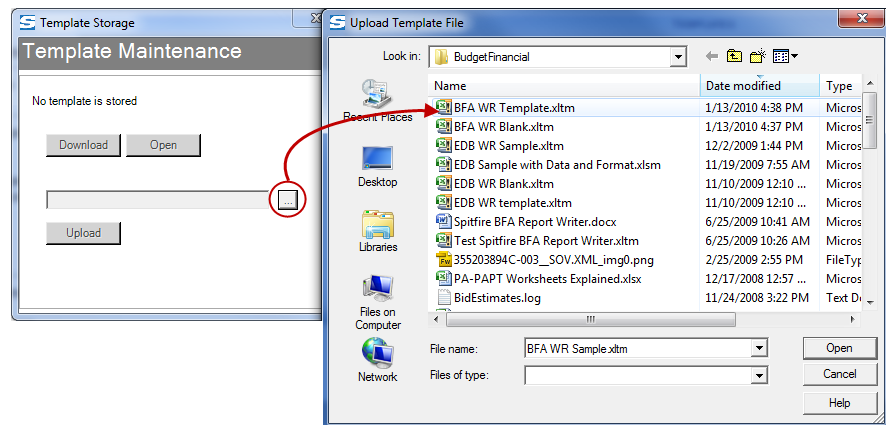 Template Storage
Template Maintenance
No template is stored
Download Open
...
Upload
Upload Template File
Look in: BudgetFinancial
Recent Places
Desktop
Libraries
Files on
Computer
Network
Name Date modified Type
BFA WR Template.xltm 1/13/2010 4:38 PM Micros
BFA WR Blank.xltm 1/13/2010 4:37 PM Micros
EDB WR Sample.xltm 12/2/2009 1:44 PM Micros
EDB Sample with Data and Format.xlsm 11/19/2009 7:55 AM Micros
EDB WR Blank.xltm 11/10/2009 12:10 ... Micros
EDB WR template.xltm 11/10/2009 12:10 ... Micros
Spitfire BFA Report Writer.docx 6/25/2009 10:41 AM Micros
Test Spitfire BFA Report Writer.xltm 6/25/2009 10:26 AM Micros
355203894C-003__SOV.XML_img0.png 2/25/2009 2:55 PM FileTyp
PA-PAPT Worksheets Explained.xlsx 12/17/2008 12:57 ... Micros
BidEstimates.log 11/24/2008 3:22 PM Text D
File name: BFA WR Sample.xltm Open
Files of type: Cancel
Help